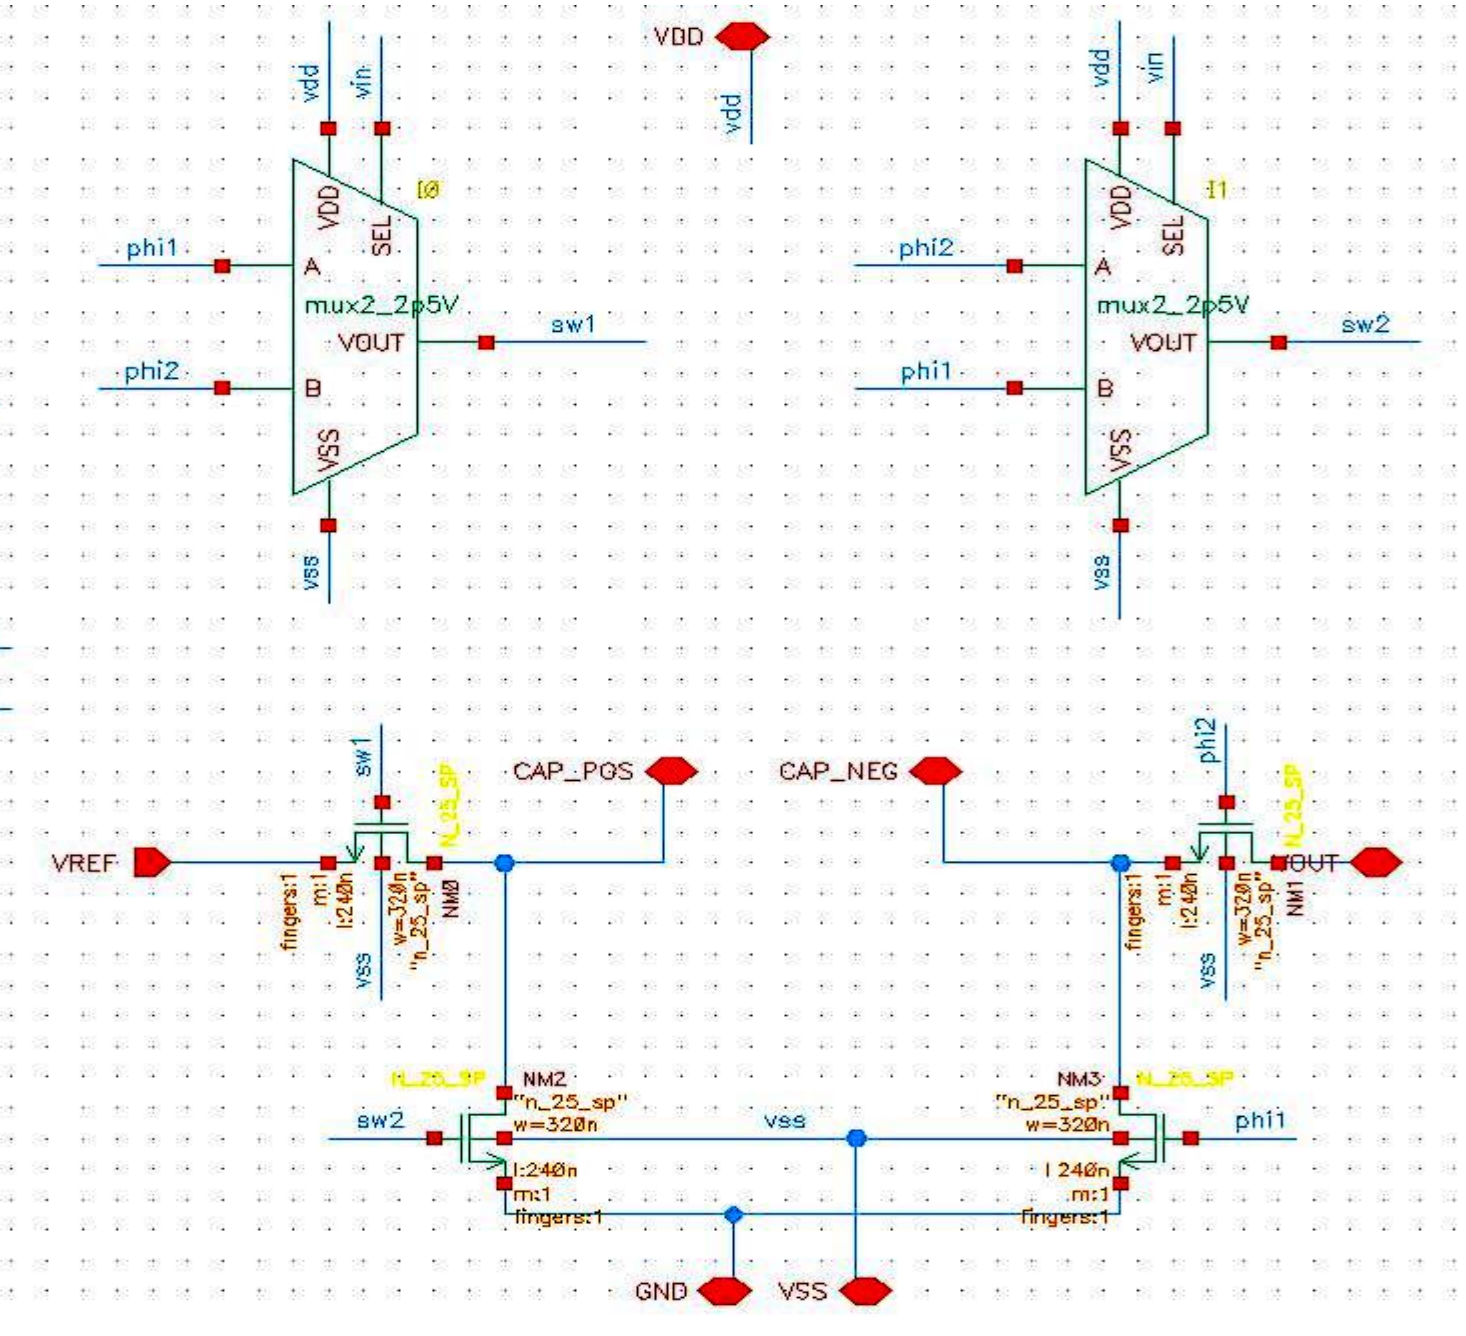 VDD
vdd
vin
vdd
vdd
vin
I0
I1
VDD
SEL
VDD
SEL
phi1
A
phi2
A
mux2_2p5V
mux2_2p5V
VOUT
sw1
VOUT
sw2
phi2
B
phi1
B
VSS
VSS
vss
vss
sw1
phi2
CAP_POS
CAP_NEG
N_25_SP
N_25_SP
VREF
VOUT
fingers:1
m:1
l:240n
w=320n
"n_25_sp"
NM0
fingers:1
m:1
l:240n
w=320n
"n_25_sp"
NM1
vss
vss
N_25_SP
NM2
NM3
N_25_SP
"n_25_sp"
"n_25_sp"
sw2
w=320n
vss
w=320n
phi1
l:240n
l:240n
m:1
m:1
fingers:1
fingers:1
GND
VSS